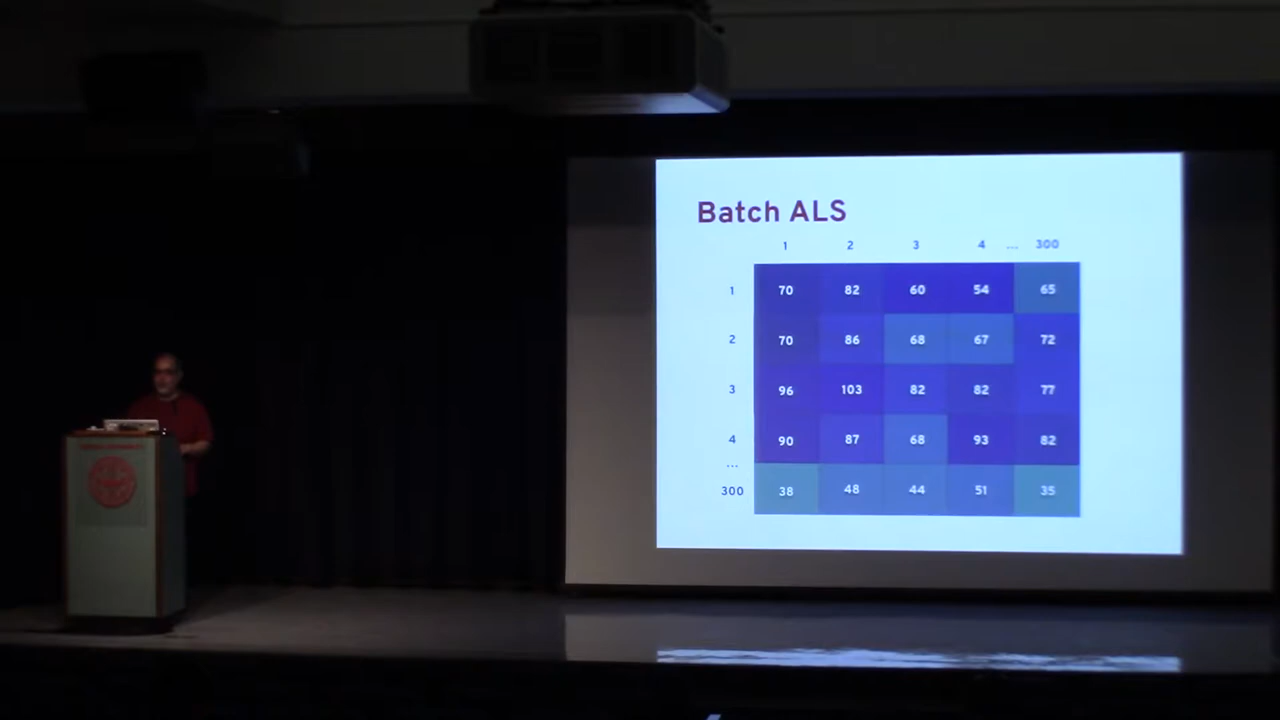 Batch ALS
1 2 3 4 ... 300
1 70 82 60 54 65
2 70 86 68 67 72
3 96 103 82 82 77
4 90 87 68 93 82
...
300 38 48 44 51 35